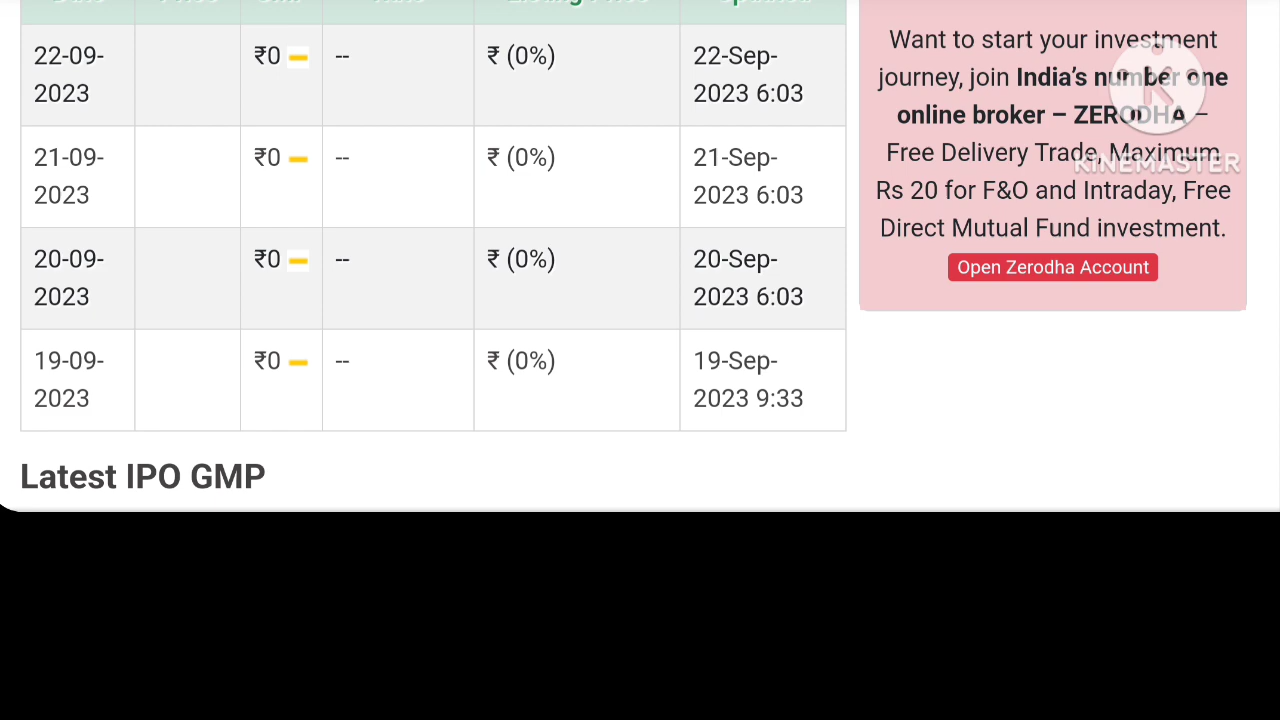 22-09- ₹0 -- ₹ (0%) 22-Sep-
2023 2023 6:03
21-09- ₹0 -- ₹ (0%) 21-Sep-
2023 2023 6:03
20-09- ₹0 -- ₹ (0%) 20-Sep-
2023 2023 6:03
19-09- ₹0 -- ₹ (0%) 19-Sep-
2023 2023 9:33
Latest IPO GMP
Want to start your investment
journey, join India’s number one
online broker – ZERODHA –
Free Delivery Trade, Maximum
Rs 20 for F&O and Intraday, Free
Direct Mutual Fund investment.
Open Zerodha Account
KINEMASTER